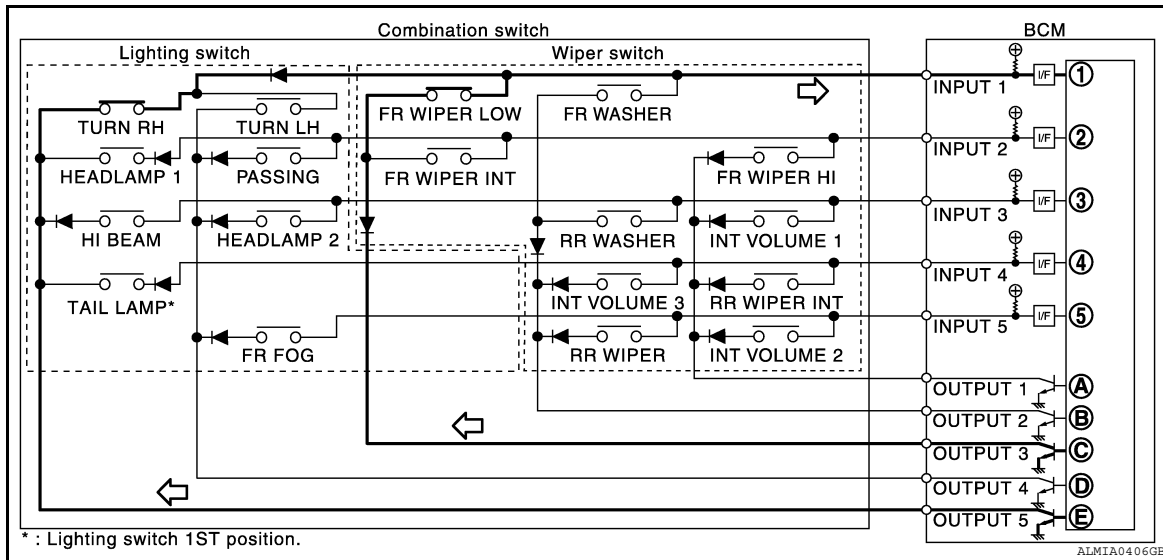 Combination switch
BCM
Lighting switch
Wiper switch
INPUT 1
I/F
1
TURN RH
TURN LH
FR WIPER LOW
FR WASHER
INPUT 2
I/F
2
HEADLAMP 1
PASSING
FR WIPER INT
FR WIPER HI
INPUT 3
I/F
3
HI BEAM
HEADLAMP 2
RR WASHER
INT VOLUME 1
INPUT 4
I/F
4
TAIL LAMP*
INT VOLUME 3
RR WIPER INT
INPUT 5
I/F
5
FR FOG
RR WIPER
INT VOLUME 2
OUTPUT 1
A
OUTPUT 2
B
OUTPUT 3
C
OUTPUT 4
D
OUTPUT 5
E
* : Lighting switch 1ST position.
ALMIA0406GB